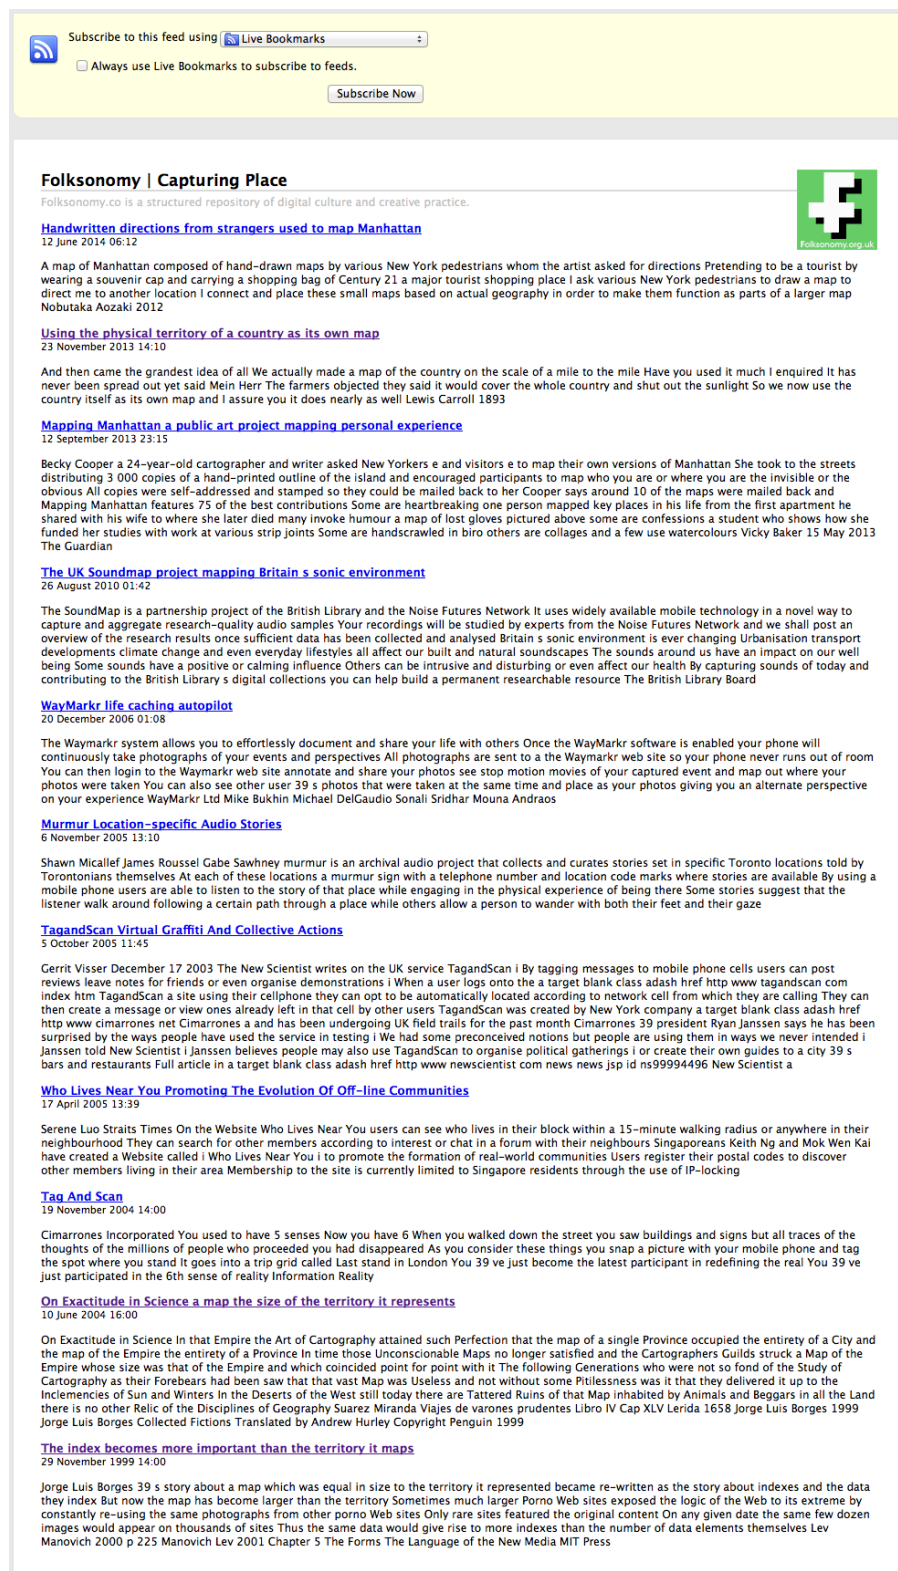 Subscribe to this feed using Live Bookmarks
Always use Live Bookmarks to subscribe to feeds.
Subscribe Now
Folksonomy | Capturing Place
Folksonomy.co is a structured repository of digital culture and creative practice.
Folksonomy.org.uk
Handwritten directions from strangers used to map Manhattan
12 June 2014 06:12
A map of Manhattan composed of hand-drawn maps by various New York pedestrians whom the artist asked for directions Pretending to be a tourist by
wearing a souvenir cap and carrying a shopping bag of Century 21 a major tourist shopping place I ask various New York pedestrians to draw a map to
direct me to another location I connect and place these small maps based on actual geography in order to make them function as parts of a larger map
Nobutaka Aozaki 2012
Using the physical territory of a country as its own map
23 November 2013 14:10
And then came the grandest idea of all We actually made a map of the country on the scale of a mile to the mile Have you used it much I enquired It has
never been spread out yet said Mein Herr The farmers objected they said it would cover the whole country and shut out the sunlight So we now use the
country itself as its own map and I assure you it does nearly as well Lewis Carroll 1893
Mapping Manhattan a public art project mapping personal experience
12 September 2013 23:15
Becky Cooper a 24-year-old cartographer and writer asked New Yorkers e and visitors e to map their own versions of Manhattan She took to the streets
distributing 3 000 copies of a hand-printed outline of the island and encouraged participants to map who you are or where you are the invisible or the
obvious All copies were self-addressed and stamped so they could be mailed back to her Cooper says around 10 of the maps were mailed back and
Mapping Manhattan features 75 of the best contributions Some are heartbreaking one person mapped key places in his life from the first apartment he
shared with his wife to where she later died many invoke humour a map of lost gloves pictured above some are confessions a student who shows how she
funded her studies with work at various strip joints Some are handscrawled in biro others are collages and a few use watercolours Vicky Baker 15 May 2013
The Guardian
The UK Soundmap project mapping Britain s sonic environment
26 August 2010 01:42
The SoundMap is a partnership project of the British Library and the Noise Futures Network It uses widely available mobile technology in a novel way to
capture and aggregate research-quality audio samples Your recordings will be studied by experts from the Noise Futures Network and we shall post an
overview of the research results once sufficient data has been collected and analysed Britain s sonic environment is ever changing Urbanisation transport
developments climate change and even everyday lifestyles all affect our built and natural soundscapes The sounds around us have an impact on our well
being Some sounds have a positive or calming influence Others can be intrusive and disturbing or even affect our health By capturing sounds of today and
contributing to the British Library s digital collections you can help build a permanent researchable resource The British Library Board
WayMarkr life caching autopilot
20 December 2006 01:08
The Waymarkr system allows you to effortlessly document and share your life with others Once the WayMarkr software is enabled your phone will
continuously take photographs of your events and perspectives All photographs are sent to a the Waymarkr web site so your phone never runs out of room
You can then login to the Waymarkr web site annotate and share your photos see stop motion movies of your captured event and map out where your
photos were taken You can also see other user 39 s photos that were taken at the same time and place as your photos giving you an alternate perspective
on your experience WayMarkr Ltd Mike Bukhin Michael DelGaudio Sonali Sridhar Mouna Andraos
Murmur Location-specific Audio Stories
6 November 2005 13:10
Shawn Micallef James Roussel Gabe Sawhney murmur is an archival audio project that collects and curates stories set in specific Toronto locations told by
Torontonians themselves At each of these locations a murmur sign with a telephone number and location code marks where stories are available By using a
mobile phone users are able to listen to the story of that place while engaging in the physical experience of being there Some stories suggest that the
listener walk around following a certain path through a place while others allow a person to wander with both their feet and their gaze
TagandScan Virtual Graffiti And Collective Actions
5 October 2005 11:45
Gerrit Visser December 17 2003 The New Scientist writes on the UK service TagandScan i By tagging messages to mobile phone cells users can post
reviews leave notes for friends or even organise demonstrations i When a user logs onto the a target blank class adash href http www tagandscan com
index htm TagandScan a site using their cellphone they can opt to be automatically located according to network cell from which they are calling They can
then create a message or view ones already left in that cell by other users TagandScan was created by New York company a target blank class adash href
http www cimarrones net Cimarrones a and has been undergoing UK field trails for the past month Cimarrones 39 president Ryan Janssen says he has been
surprised by the ways people have used the service in testing i We had some preconceived notions but people are using them in ways we never intended i
Janssen told New Scientist i Janssen believes people may also use TagandScan to organise political gatherings i or create their own guides to a city 39 s
bars and restaurants Full article in a target blank class adash href http www newscientist com news news jsp id ns99994496 New Scientist a
Who Lives Near You Promoting The Evolution Of Off-line Communities
17 April 2005 13:39
Serene Luo Straits Times On the Website Who Lives Near You users can see who lives in their block within a 15-minute walking radius or anywhere in their
neighbourhood They can search for other members according to interest or chat in a forum with their neighbours Singaporeans Keith Ng and Mok Wen Kai
have created a Website called i Who Lives Near You i to promote the formation of real-world communities Users register their postal codes to discover
other members living in their area Membership to the site is currently limited to Singapore residents through the use of IP-locking
Tag And Scan
19 November 2004 14:00
Cimarrones Incorporated You used to have 5 senses Now you have 6 When you walked down the street you saw buildings and signs but all traces of the
thoughts of the millions of people who proceeded you had disappeared As you consider these things you snap a picture with your mobile phone and tag
the spot where you stand It goes into a trip grid called Last stand in London You 39 ve just become the latest participant in redefining the real You 39 ve
just participated in the 6th sense of reality Information Reality
On Exactitude in Science a map the size of the territory it represents
10 June 2004 16:00
On Exactitude in Science In that Empire the Art of Cartography attained such Perfection that the map of a single Province occupied the entirety of a City and
the map of the Empire the entirety of a Province In time those Unconscionable Maps no longer satisfied and the Cartographers Guilds struck a Map of the
Empire whose size was that of the Empire and which coincided point for point with it The following Generations who were not so fond of the Study of
Cartography as their Forebears had been saw that that vast Map was Useless and not without some Pitilessness was it that they delivered it up to the
Inclemencies of Sun and Winters In the Deserts of the West still today there are Tattered Ruins of that Map inhabited by Animals and Beggars in all the Land
there is no other Relic of the Disciplines of Geography Suarez Miranda Viajes de varones prudentes Libro IV Cap XLV Lerida 1658 Jorge Luis Borges 1999
Jorge Luis Borges Collected Fictions Translated by Andrew Hurley Copyright Penguin 1999
The index becomes more important than the territory it maps
29 November 1999 14:00
Jorge Luis Borges 39 s story about a map which was equal in size to the territory it represented became re-written as the story about indexes and the data
they index But now the map has become larger than the territory Sometimes much larger Porno Web sites exposed the logic of the Web to its extreme by
constantly re-using the same photographs from other porno Web sites Only rare sites featured the original content On any given date the same few dozen
images would appear on thousands of sites Thus the same data would give rise to more indexes than the number of data elements themselves Lev
Manovich 2000 p 225 Manovich Lev 2001 Chapter 5 The Forms The Language of the New Media MIT Press